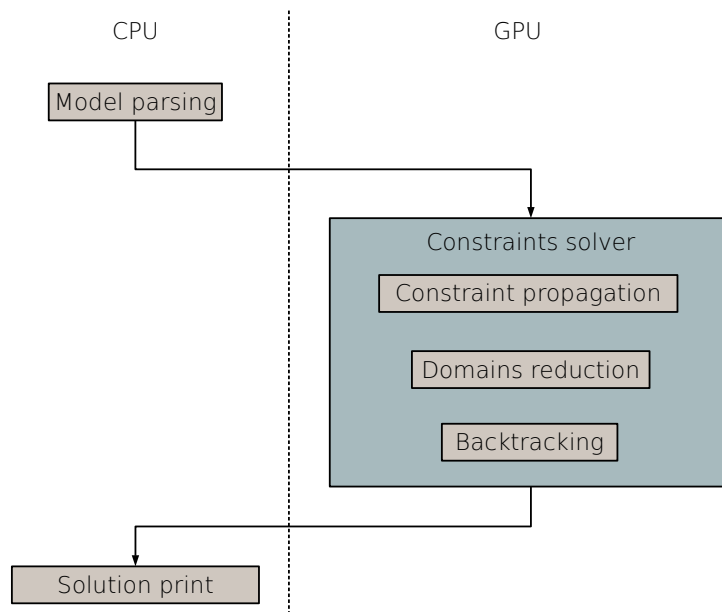 CPU
GPU
Model parsing
Constraints solver
Constraint propagation
Domains reduction
Backtracking
Solution print